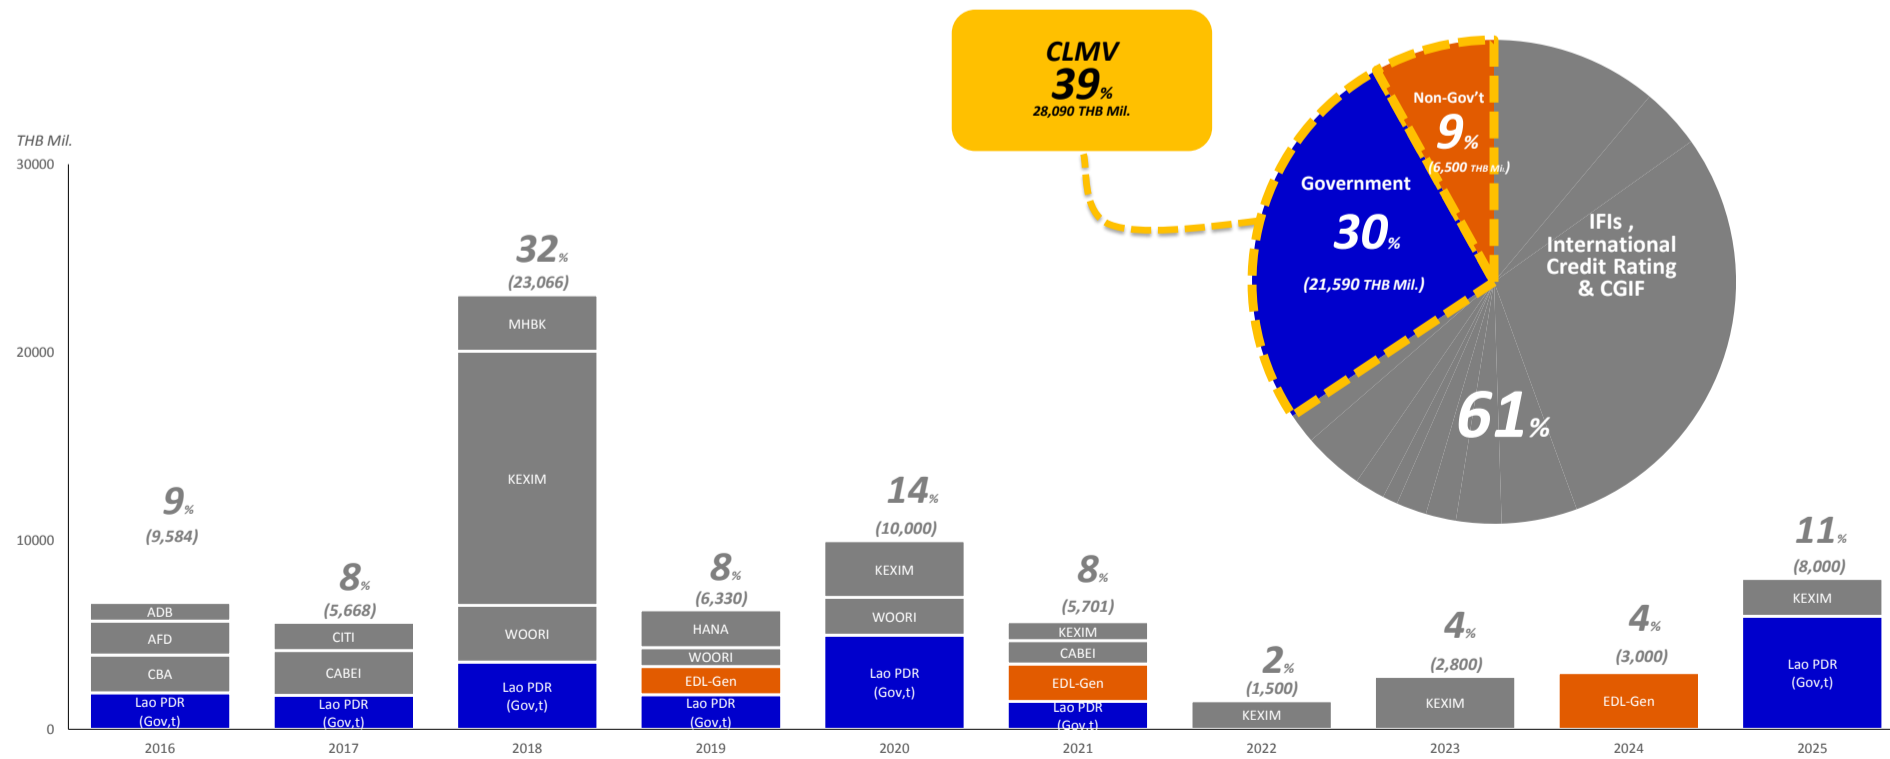 CLMV
39%
28,090 THB Mil.
Non-Gov't
9%
(6,500 THB Mil.)
Government
30%
(21,590 THB Mil.)
IFIs ,
International
Credit Rating
& CGIF
61%
THB Mil.
30000
20000
10000
0
9%
(9,584)
ADB
AFD
CBA
Lao PDR
(Gov,t)
2016
8%
(5,668)
CITI
CABEI
Lao PDR
(Gov,t)
2017
32%
(23,066)
MHBK
KEXIM
WOORI
Lao PDR
(Gov,t)
2018
8%
(6,330)
HANA
WOORI
EDL-Gen
Lao PDR
(Gov,t)
2019
14%
(10,000)
KEXIM
WOORI
Lao PDR
(Gov,t)
2020
8%
(5,701)
KEXIM
CABEI
EDL-Gen
Lao PDR
(Gov,t)
2021
2%
(1,500)
KEXIM
2022
4%
(2,800)
KEXIM
2023
4%
(3,000)
EDL-Gen
2024
11%
(8,000)
KEXIM
Lao PDR
(Gov,t)
2025